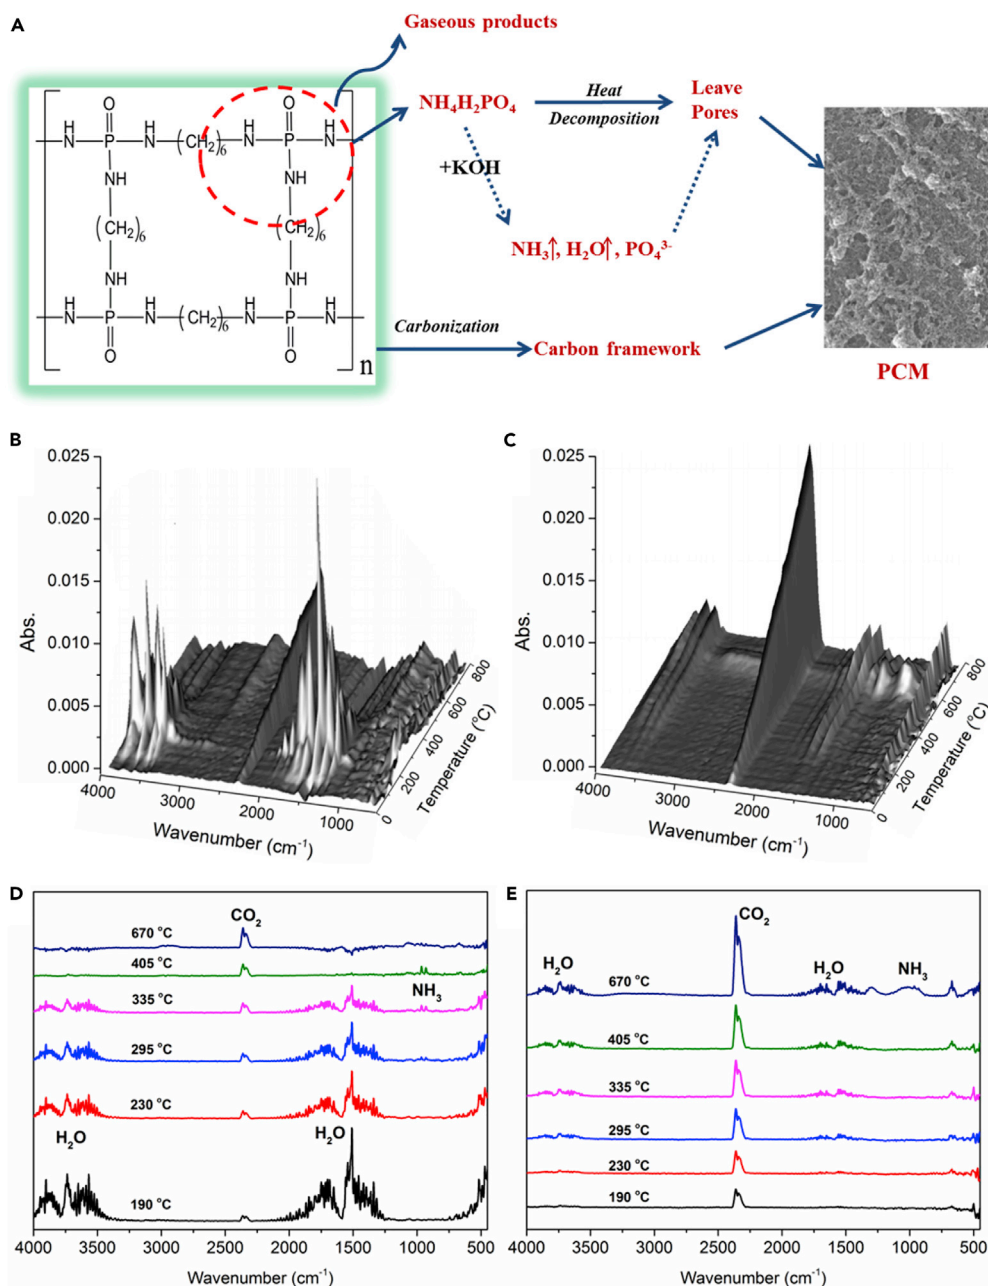 A
Gaseous products
NH₄H₂PO₄
Heat
Decomposition
Leave
Pores
+KOH
NH₃↑, H₂O↑, PO₄³⁻
Carbonization
Carbon framework
PCM
O O
H H H H
N P N (CH₂)₆ N P N
NH NH
(CH₂)₆ (CH₂)₆
NH NH
H H H H
N P N (CH₂)₆ N P N
O O
n
B
0.025
0.020
0.015
0.010
0.005
0.000
Abs.
4000 3000 2000 1000
Wavenumber (cm⁻¹)
0 200 400 600 800
Temperature (°C)
C
0.025
0.020
0.015
0.010
0.005
0.000
Abs.
4000 3000 2000 1000
Wavenumber (cm⁻¹)
0 200 400 600 800
Temperature (°C)
D
CO₂
670 °C
405 °C
NH₃
335 °C
295 °C
230 °C
H₂O H₂O
190 °C
4000 3500 3000 2500 2000 1500 1000 500
Wavenumber (cm⁻¹)
E
CO₂
H₂O H₂O NH₃
670 °C
405 °C
335 °C
295 °C
230 °C
190 °C
4000 3500 3000 2500 2000 1500 1000 500
Wavenumber (cm⁻¹)